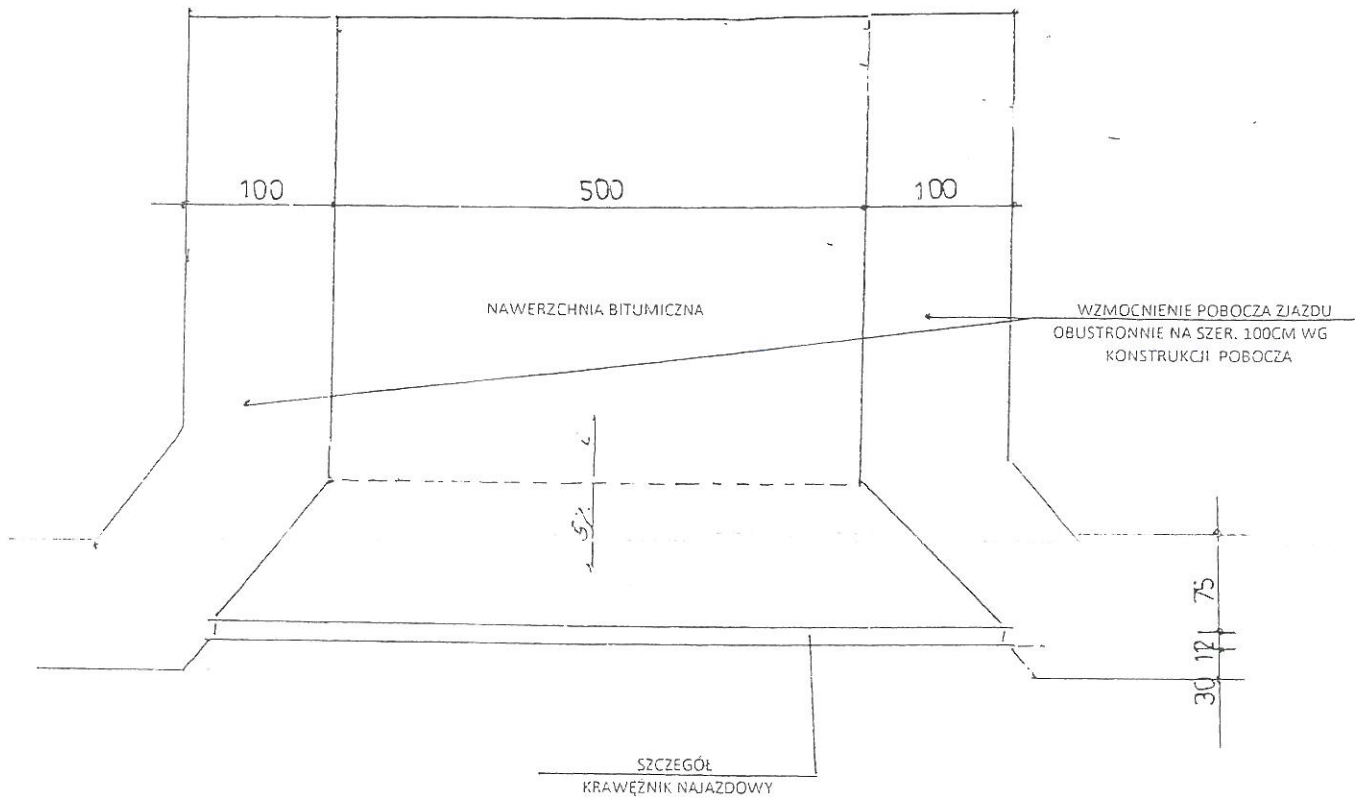 100
500
100
NAWERZCHNIA BITUMICZNA
WZMOCNIENIE POBOCZA ZJAZDU
OBUSTRONNIE NA SZER. 100CM WG
KONSTRUKCJI POBOCZA
5%
75
12
30
SZCZEGÓŁ
KRAWĘŻNIK NAJAZDOWY